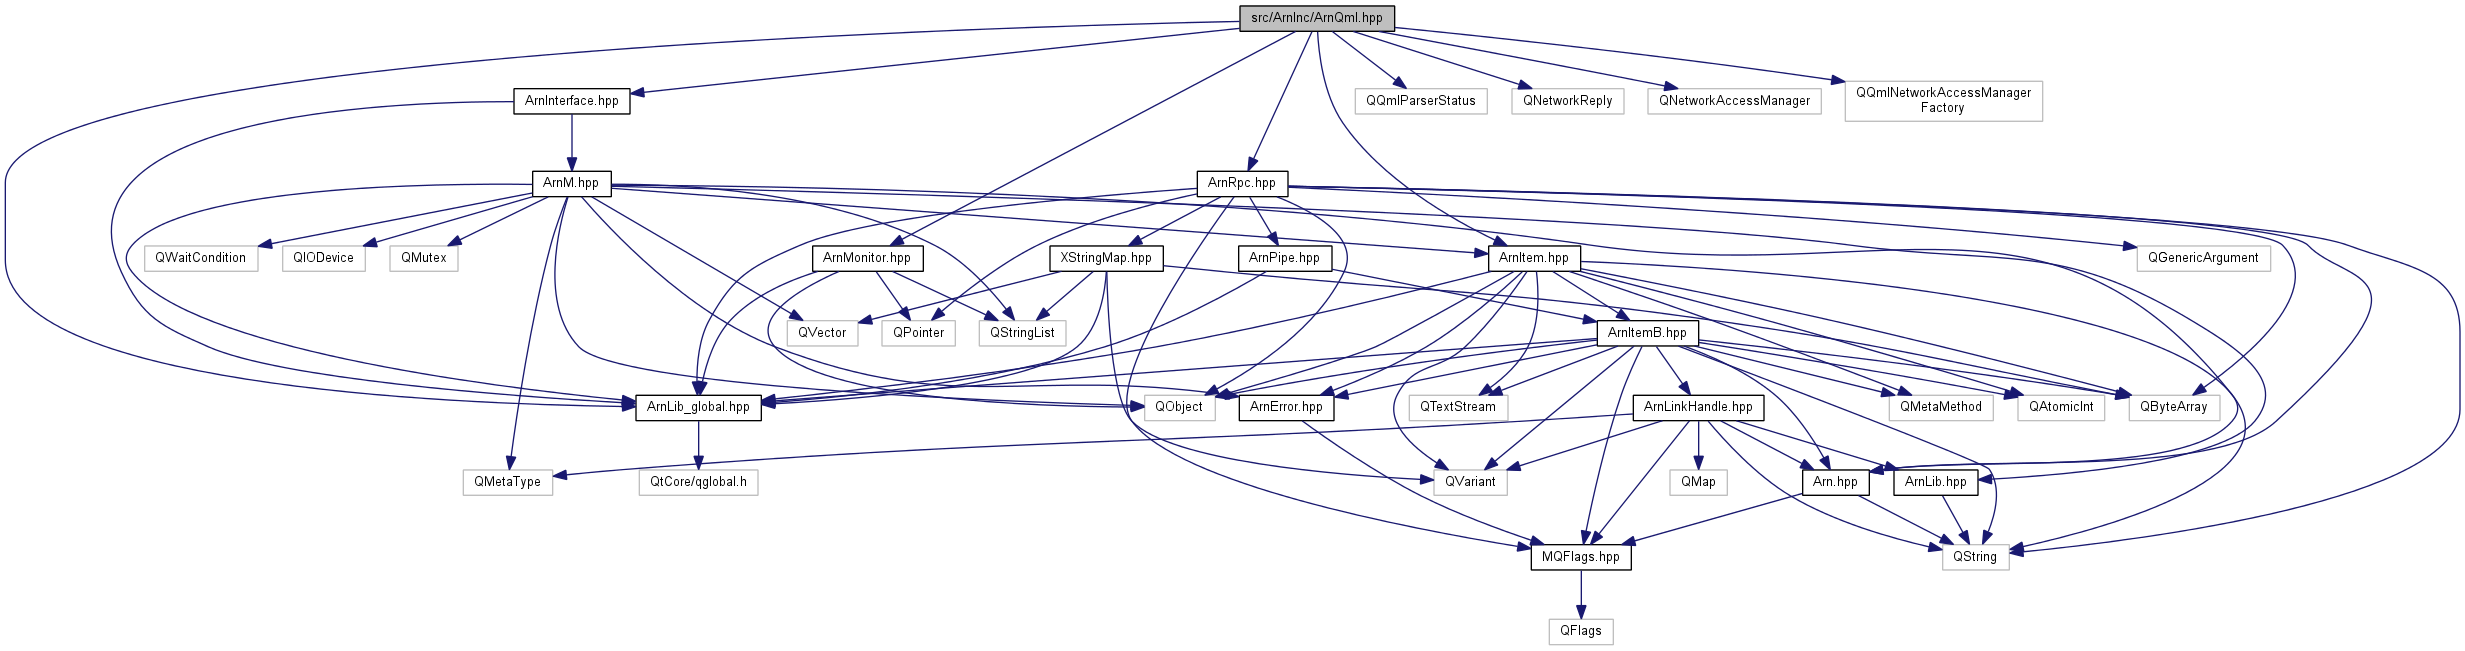 src/ArnInc/ArnQml.hpp
ArnInterface.hpp
QQmlParserStatus
QNetworkReply
QNetworkAccessManager
QQmlNetworkAccessManager
Factory
ArnM.hpp
ArnRpc.hpp
QWaitCondition
QIODevice
QMutex
ArnMonitor.hpp
XStringMap.hpp
ArnPipe.hpp
ArnItem.hpp
QGenericArgument
QVector
QPointer
QStringList
ArnItemB.hpp
ArnLib_global.hpp
QObject
ArnError.hpp
QTextStream
ArnLinkHandle.hpp
QMetaMethod
QAtomicInt
QByteArray
QMetaType
QtCore/qglobal.h
QVariant
QMap
Arn.hpp
ArnLib.hpp
MQFlags.hpp
QString
QFlags